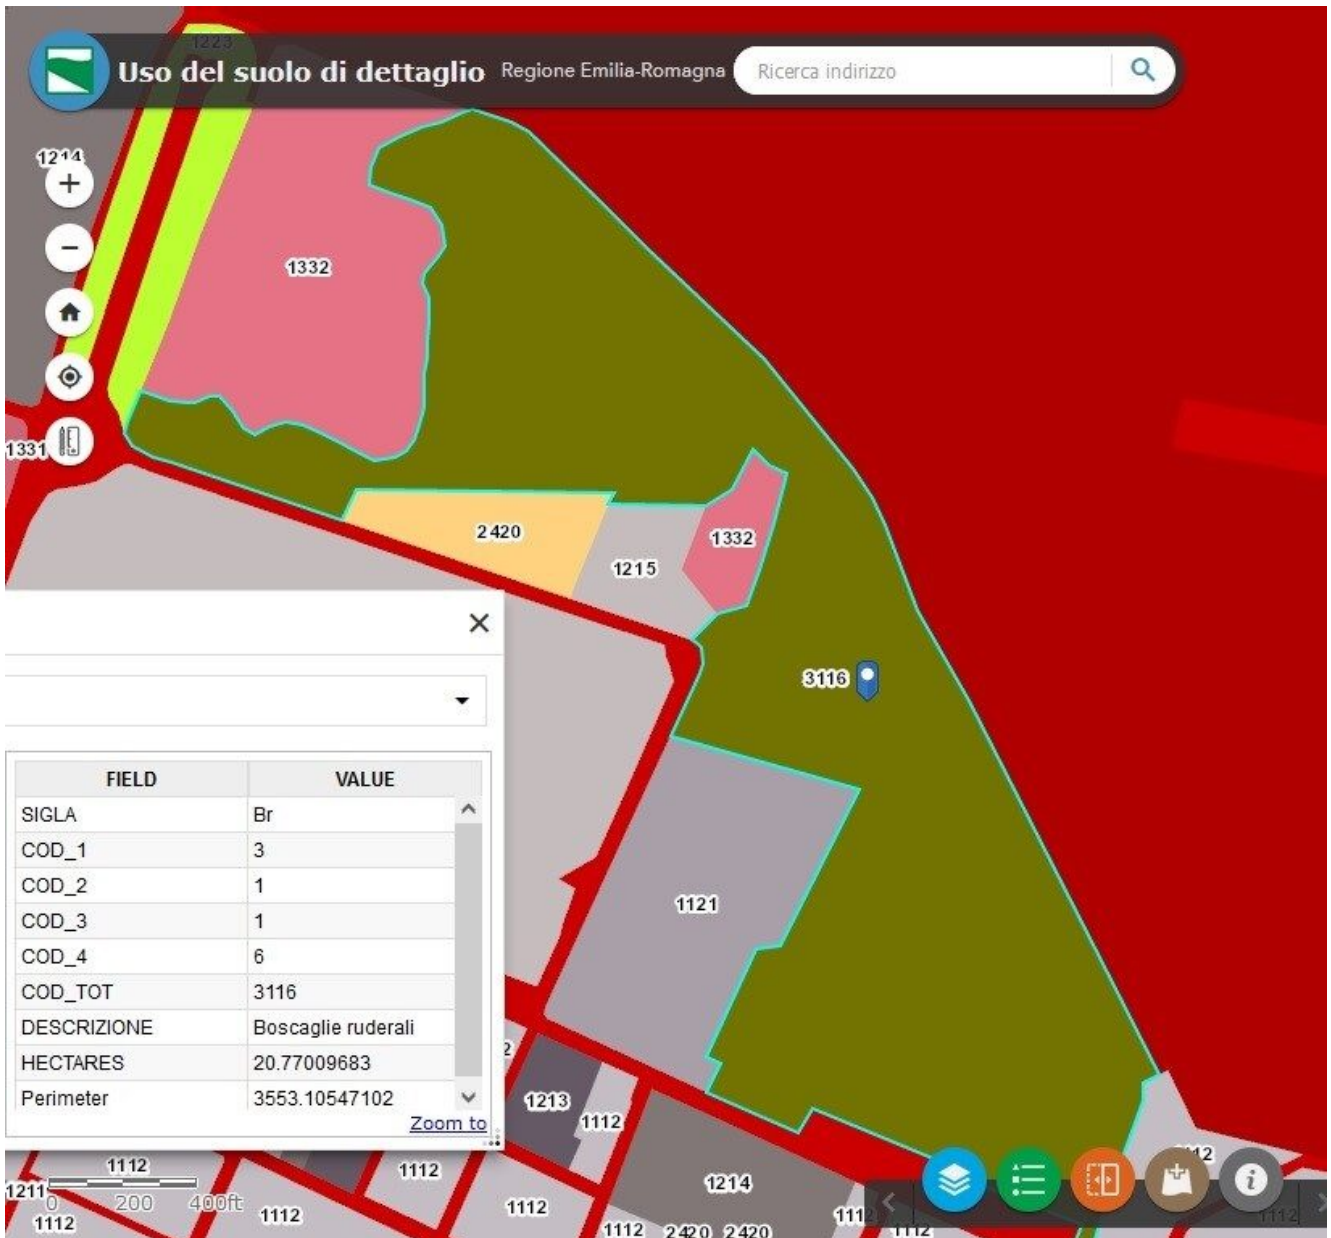 1223
Uso del suolo di dettaglio Regione Emilia-Romagna Ricerca indirizzo
1214
1332
1331
2420
1332
1215
3116
FIELD VALUE
SIGLA Br
COD_1 3
COD_2 1
COD_3 1
COD_4 6
COD_TOT 3116
DESCRIZIONE Boscaglie ruderali
HECTARES 20.77009683
Perimeter 3553.10547102
Zoom to
1121
1213
1112
1112
1112
1214
1211
0 200 400ft
1112
1112
1112
1112
2420
2420
1112
1112